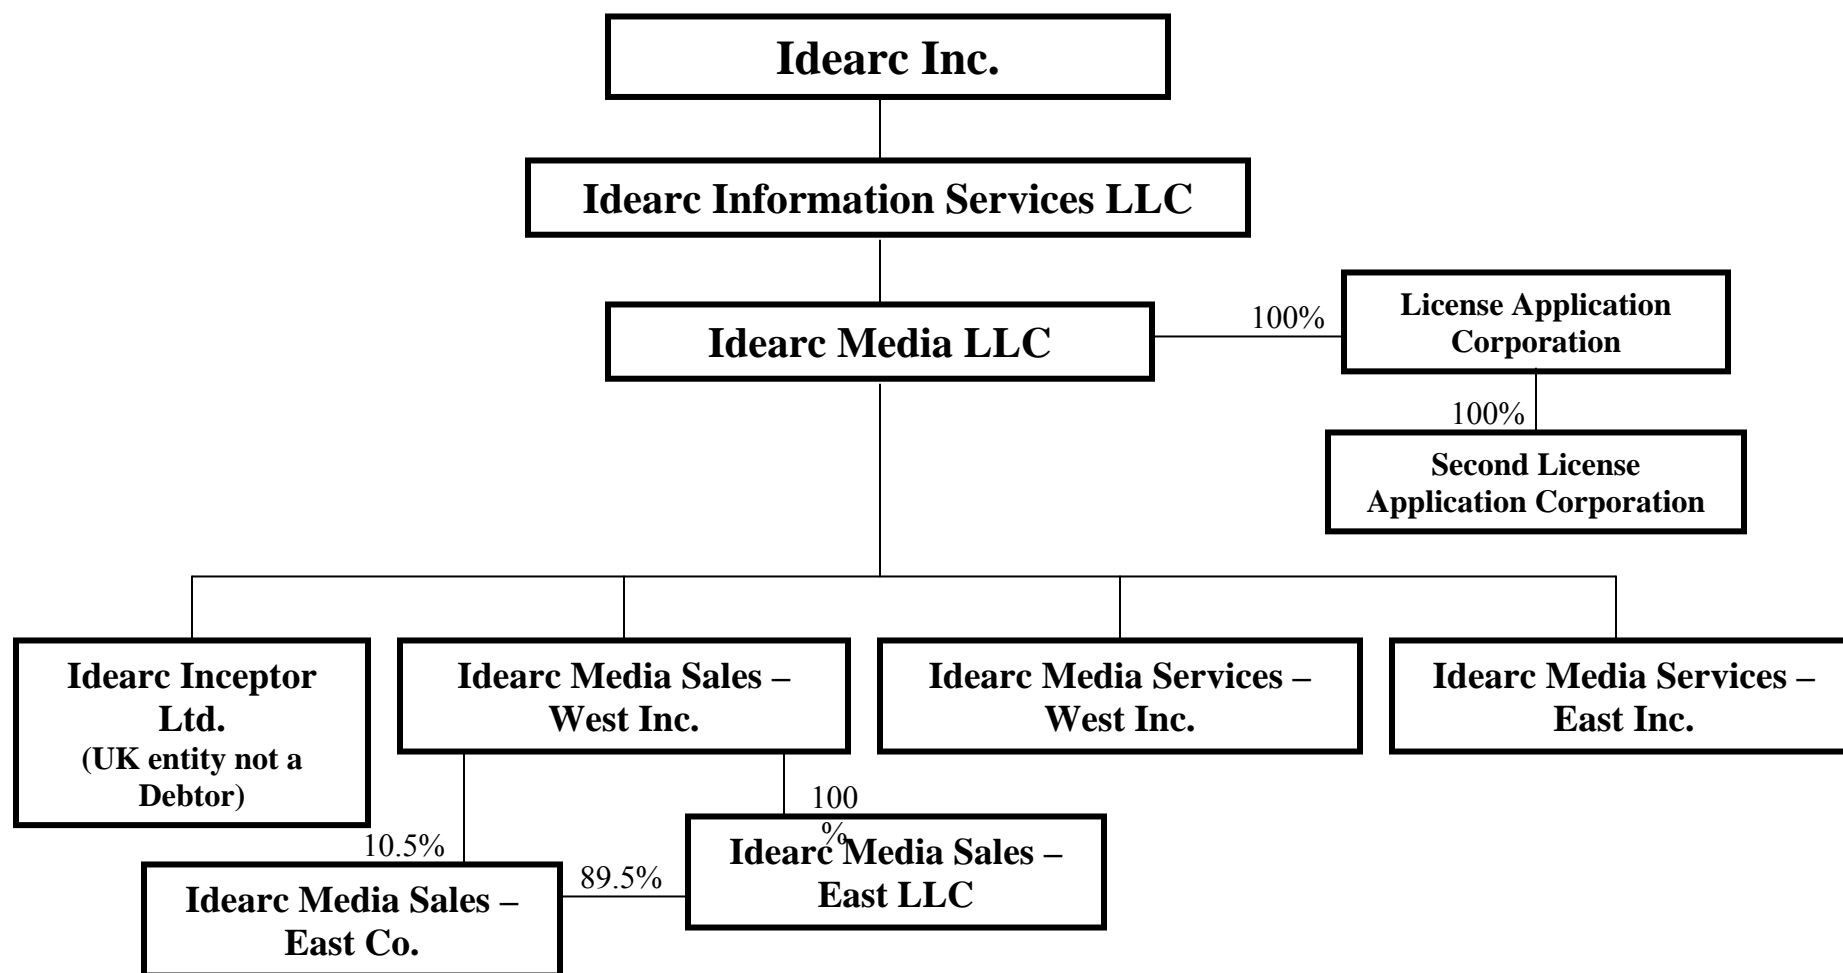 Idearc Inc.
Idearc Information Services LLC
Idearc Media LLC
100%
License Application
Corporation
100%
Second License
Application Corporation
Idearc Inceptor
Ltd.
(UK entity not a
Debtor)
Idearc Media Sales –
West Inc.
Idearc Media Services –
West Inc.
Idearc Media Services –
East Inc.
10.5%
100
%
Idearc Media Sales –
East LLC
89.5%
Idearc Media Sales –
East Co.